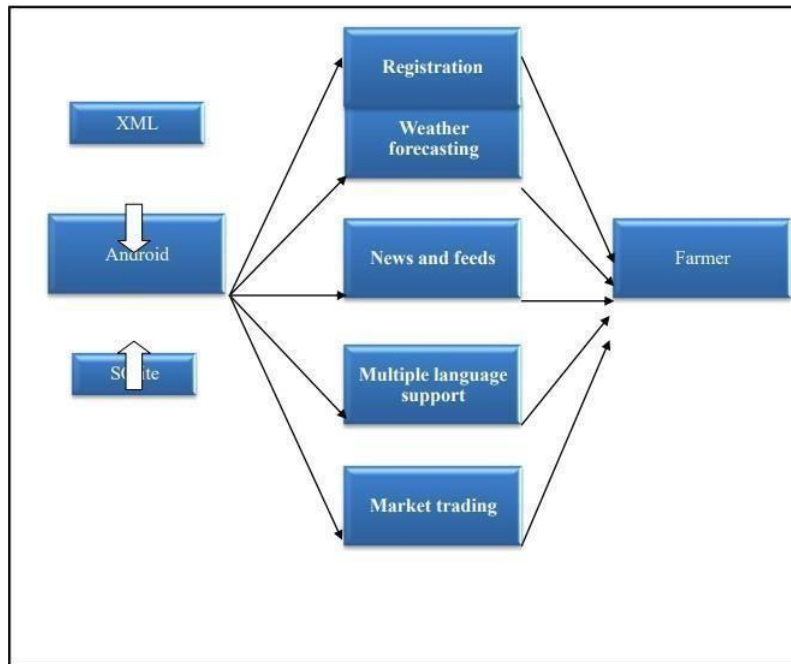 Registration
XML
Weather
forecasting
Android
News and feeds
Farmer
Multiple language
support
Market trading